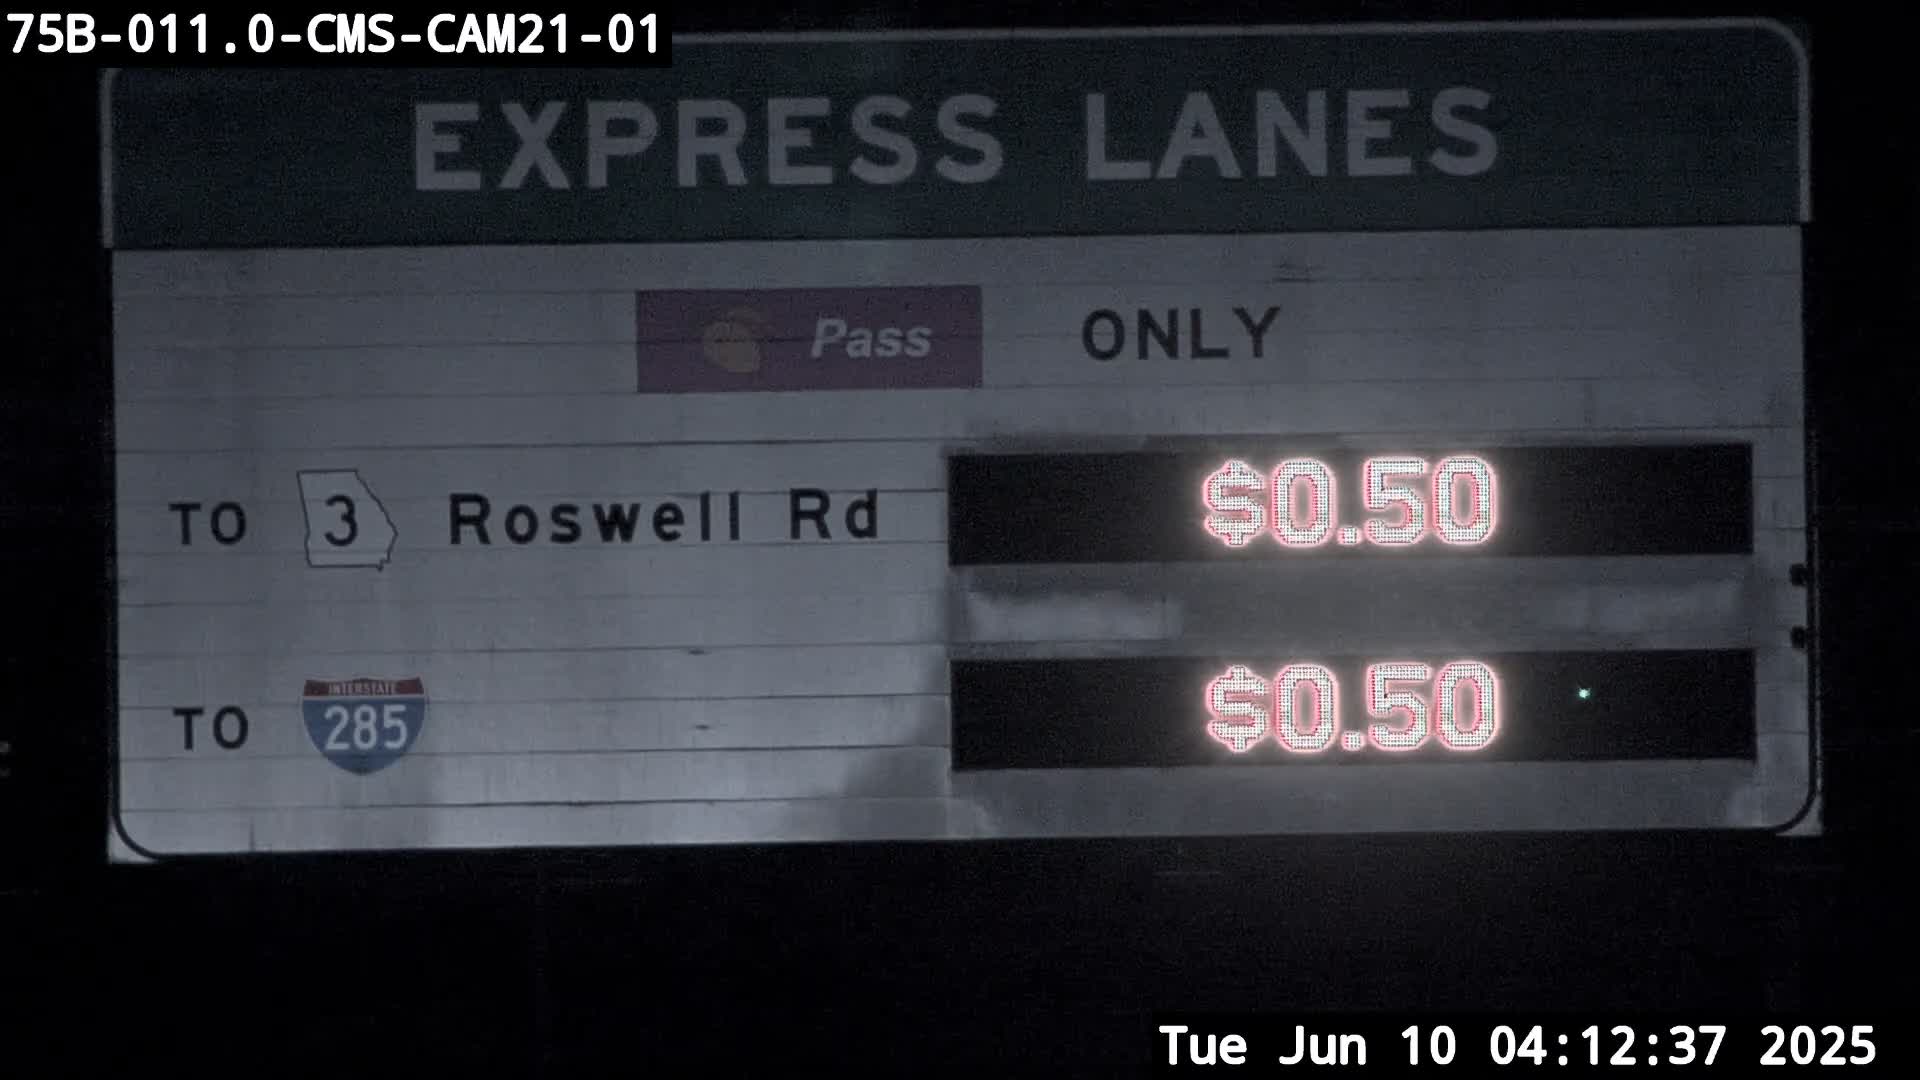 75B-011.0-CMS-CAM21-01
EXPRESS LANES
Pass ONLY
TO 3 Roswell Rd $0.50
TO INTERSTATE 285 $0.50
Tue Jun 10 04:12:37 2025